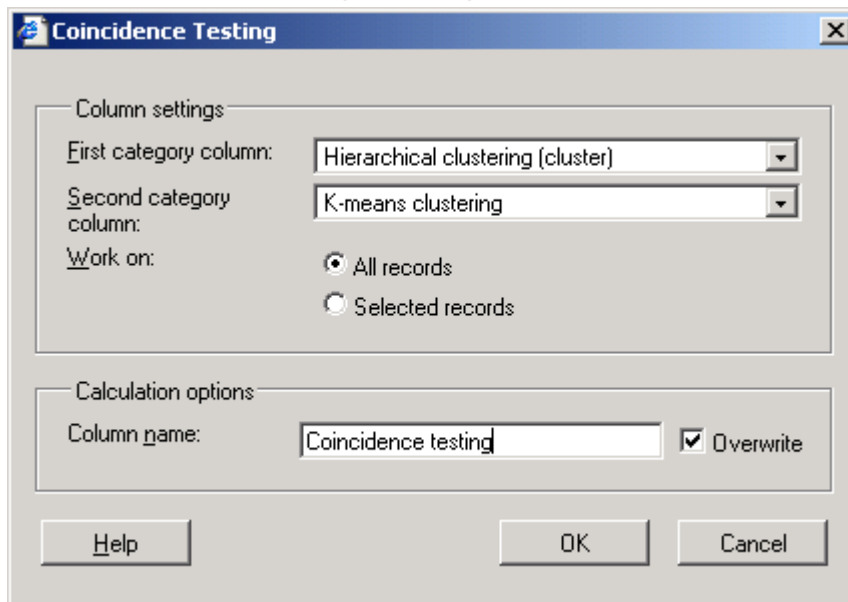 Coincidence Testing
Column settings
First category column:
Hierarchical clustering (cluster)
Second category
column:
K-means clustering
Work on:
All records
Selected records
Calculation options
Column name:
Coincidence testing
Overwrite
Help
OK
Cancel